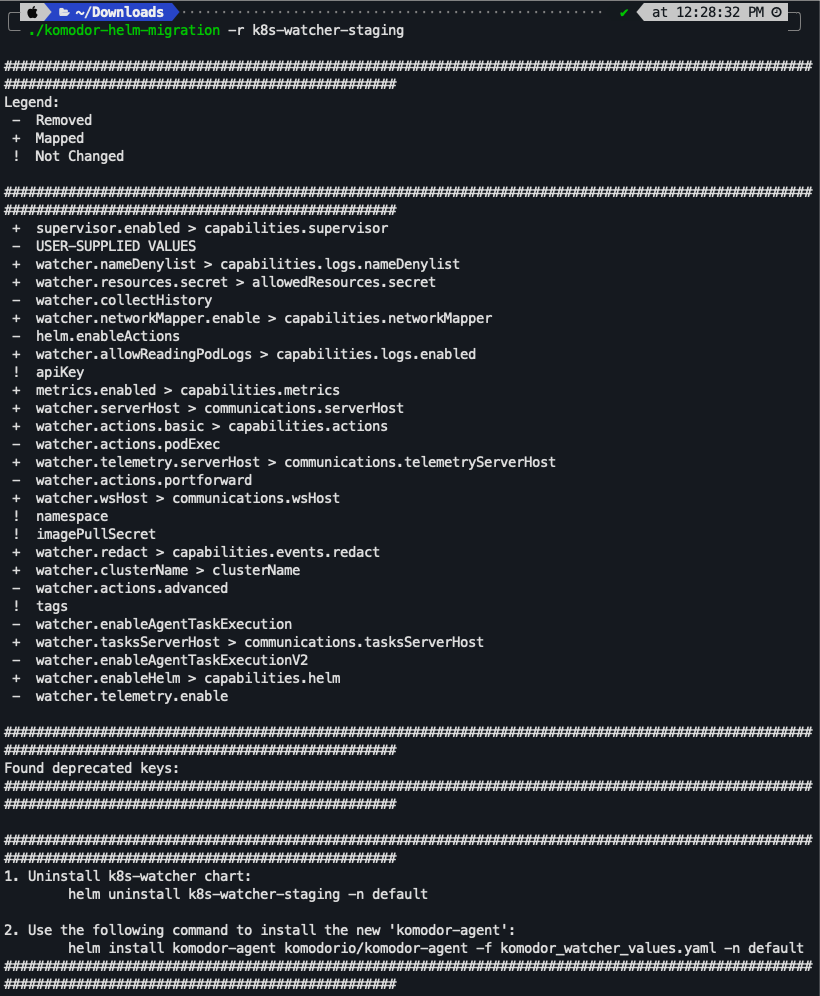 ~/Downloads ✔ at 12:28:32 PM
./komodor-helm-migration -r k8s-watcher-staging
#####################################################################################################
#################################################
Legend:
- Removed
+ Mapped
! Not Changed
#####################################################################################################
#################################################
+ supervisor.enabled > capabilities.supervisor
- USER-SUPPLIED VALUES
+ watcher.nameDenylist > capabilities.logs.nameDenylist
+ watcher.resources.secret > allowedResources.secret
- watcher.collectHistory
+ watcher.networkMapper.enable > capabilities.networkMapper
- helm.enableActions
+ watcher.allowReadingPodLogs > capabilities.logs.enabled
! apiKey
+ metrics.enabled > capabilities.metrics
+ watcher.serverHost > communications.serverHost
+ watcher.actions.basic > capabilities.actions
- watcher.actions.podExec
+ watcher.telemetry.serverHost > communications.telemetryServerHost
- watcher.actions.portforward
+ watcher.wsHost > communications.wsHost
! namespace
! imagePullSecret
+ watcher.redact > capabilities.events.redact
+ watcher.clusterName > clusterName
- watcher.actions.advanced
! tags
- watcher.enableAgentTaskExecution
+ watcher.tasksServerHost > communications.tasksServerHost
- watcher.enableAgentTaskExecutionV2
+ watcher.enableHelm > capabilities.helm
- watcher.telemetry.enable
#####################################################################################################
#################################################
Found deprecated keys:
#####################################################################################################
#################################################
#####################################################################################################
#################################################
1. Uninstall k8s-watcher chart:
helm uninstall k8s-watcher-staging -n default
2. Use the following command to install the new 'komodor-agent':
helm install komodor-agent komodorio/komodor-agent -f komodor_watcher_values.yaml -n default
#####################################################################################################
#################################################